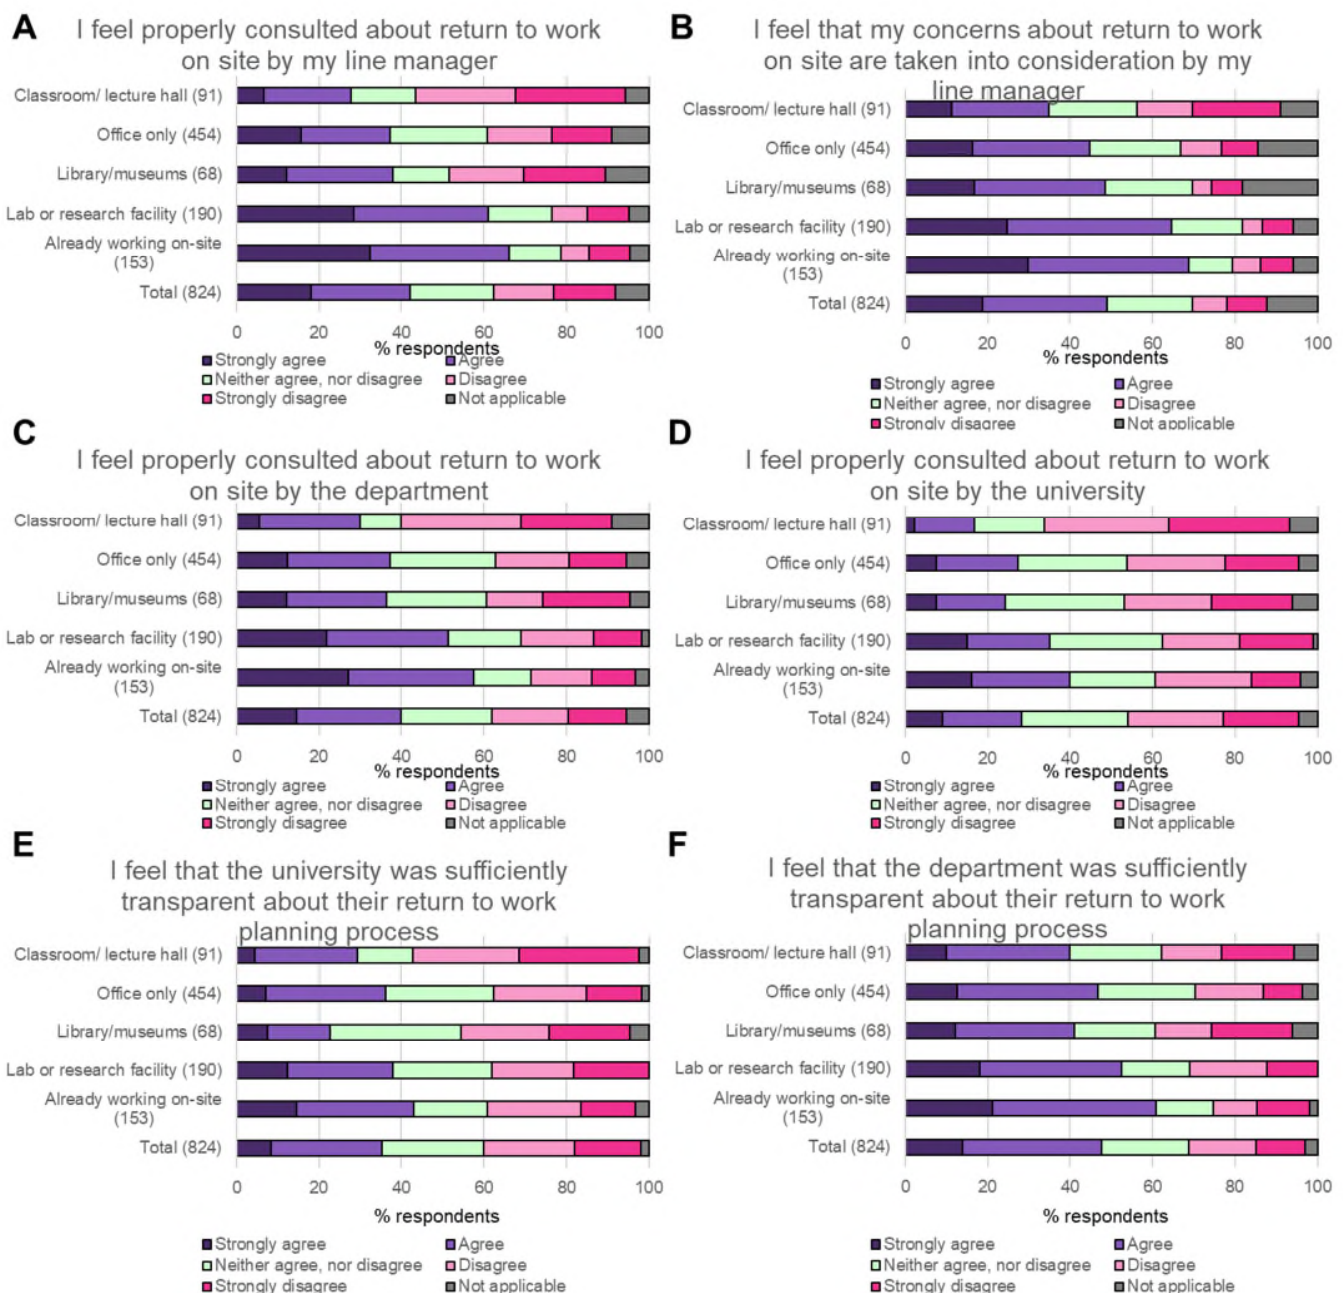 A
I feel properly consulted about return to work
on site by my line manager
Classroom/ lecture hall (91)
Office only (454)
Library/museums (68)
Lab or research facility (190)
Already working on-site
(153)
Total (824)
0 20 40 60 80 100
% respondents
Strongly agree Agree
Neither agree, nor disagree Disagree
Strongly disagree Not applicable
B
I feel that my concerns about return to work
on site are taken into consideration by my
line manager
Classroom/ lecture hall (91)
Office only (454)
Library/museums (68)
Lab or research facility (190)
Already working on-site
(153)
Total (824)
0 20 40 60 80 100
% respondents
Strongly agree Agree
Neither agree, nor disagree Disagree
Strongly disagree Not applicable
C
I feel properly consulted about return to work
on site by the department
Classroom/ lecture hall (91)
Office only (454)
Library/museums (68)
Lab or research facility (190)
Already working on-site
(153)
Total (824)
0 20 40 60 80 100
% respondents
Strongly agree Agree
Neither agree, nor disagree Disagree
Strongly disagree Not applicable
D
I feel properly consulted about return to work
on site by the university
Classroom/ lecture hall (91)
Office only (454)
Library/museums (68)
Lab or research facility (190)
Already working on-site
(153)
Total (824)
0 20 40 60 80 100
% respondents
Strongly agree Agree
Neither agree, nor disagree Disagree
Strongly disagree Not applicable
E
I feel that the university was sufficiently
transparent about their return to work
planning process
Classroom/ lecture hall (91)
Office only (454)
Library/museums (68)
Lab or research facility (190)
Already working on-site
(153)
Total (824)
0 20 40 60 80 100
% respondents
Strongly agree Agree
Neither agree, nor disagree Disagree
Strongly disagree Not applicable
F
I feel that the department was sufficiently
transparent about their return to work
planning process
Classroom/ lecture hall (91)
Office only (454)
Library/museums (68)
Lab or research facility (190)
Already working on-site
(153)
Total (824)
0 20 40 60 80 100
% respondents
Strongly agree Agree
Neither agree, nor disagree Disagree
Strongly disagree Not applicable